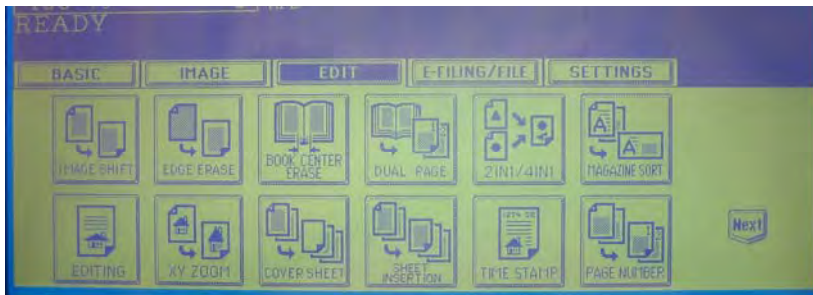 READY
BASIC IMAGE EDIT E-FILING/FILE SETTINGS
IMAGE SHIFT
EDGE ERASE
BOOK CENTER
ERASE
DUAL PAGE
2IN1/4IN1
MAGAZINE SORT
EDITING
XY ZOOM
COVER SHEET
SHEET
INSERTION
TIME STAMP
PAGE NUMBER
Next